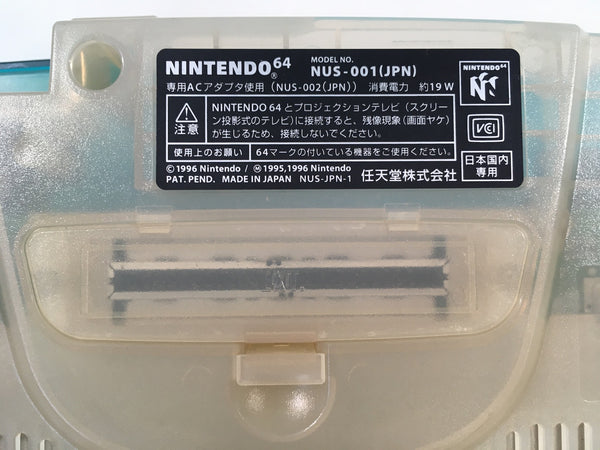 NINTENDO64®
MODEL NO.
NUS-001(JPN)
専用ACアダプタ使用（NUS-002(JPN)） 消費電力 約19W
NINTENDO64
注意
NINTENDO 64 とプロジェクションテレビ（スクリー
ン投影式のテレビ）に接続すると、残像現象（画面ヤケ）
が生じるため、接続しないでください。
VCI
使用上のお願い
64マークの付いている機器をご使用ください。
©1996 Nintendo / Ⓜ1995,1996 Nintendo
PAT. PEND. MADE IN JAPAN NUS-JPN-1
任天堂株式会社
日本国内
専用